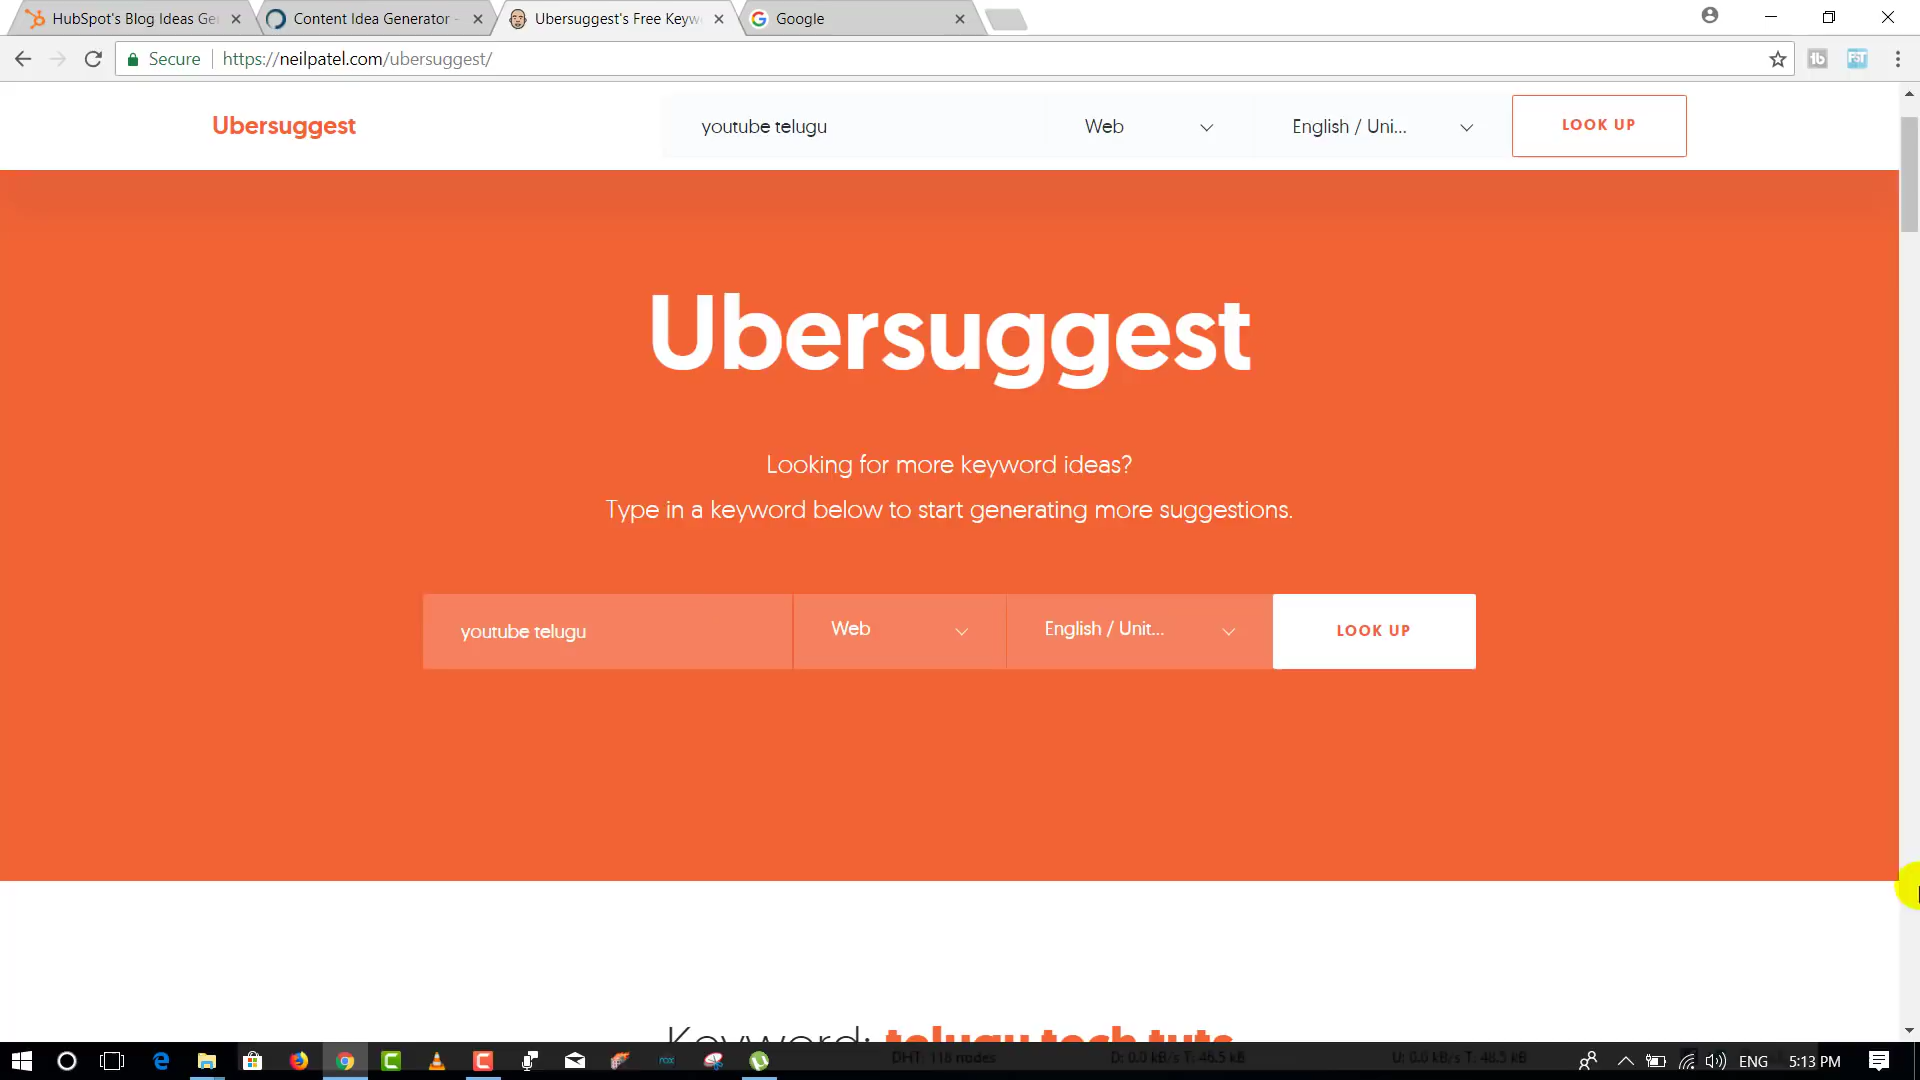 HubSpot's Blog Ideas Ge
Content Idea Generator -
Ubersuggest's Free Keyw
Google
Secure
https://neilpatel.com/ubersuggest/
Ubersuggest
youtube telugu
Web
English / Uni...
LOOK UP
Ubersuggest
Looking for more keyword ideas?
Type in a keyword below to start generating more suggestions.
youtube telugu
Web
English / Unit...
LOOK UP
Keyword: telugu tech tuts
DHT: 116 nodes
D: 0.0 kB/s T: 46.5 kB
U: 0.0 kB/s T: 48.5 kB
ENG
5:13 PM